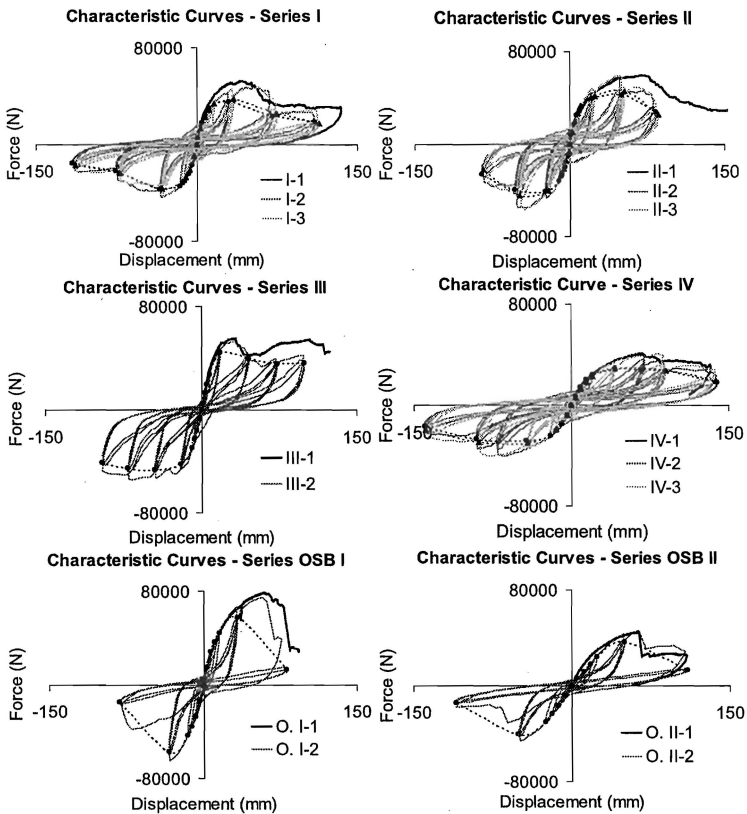 Characteristic Curves - Series I
80000
Force (N)
-150
150
I-1
I-2
I-3
-80000
Displacement (mm)
Characteristic Curves - Series II
80000
Force (N)
-150
150
II-1
II-2
II-3
-80000
Displacement (mm)
Characteristic Curves - Series III
80000
Force (N)
-150
150
III-1
III-2
-80000
Displacement (mm)
Characteristic Curve - Series IV
80000
Force (N)
-150
150
IV-1
IV-2
IV-3
-80000
Displacement (mm)
Characteristic Curves - Series OSB I
80000
Force (N)
-150
150
O. I-1
O. I-2
-80000
Displacement (mm)
Characteristic Curves - Series OSB II
80000
Force (N)
-150
150
O. II-1
O. II-2
-80000
Displacement (mm)